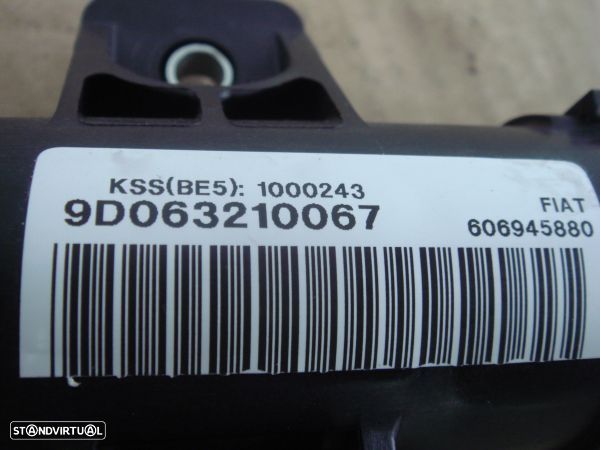 KSS(BE5): 1000243
9D063210067
FIAT
606945880
STANDVIRTUAL